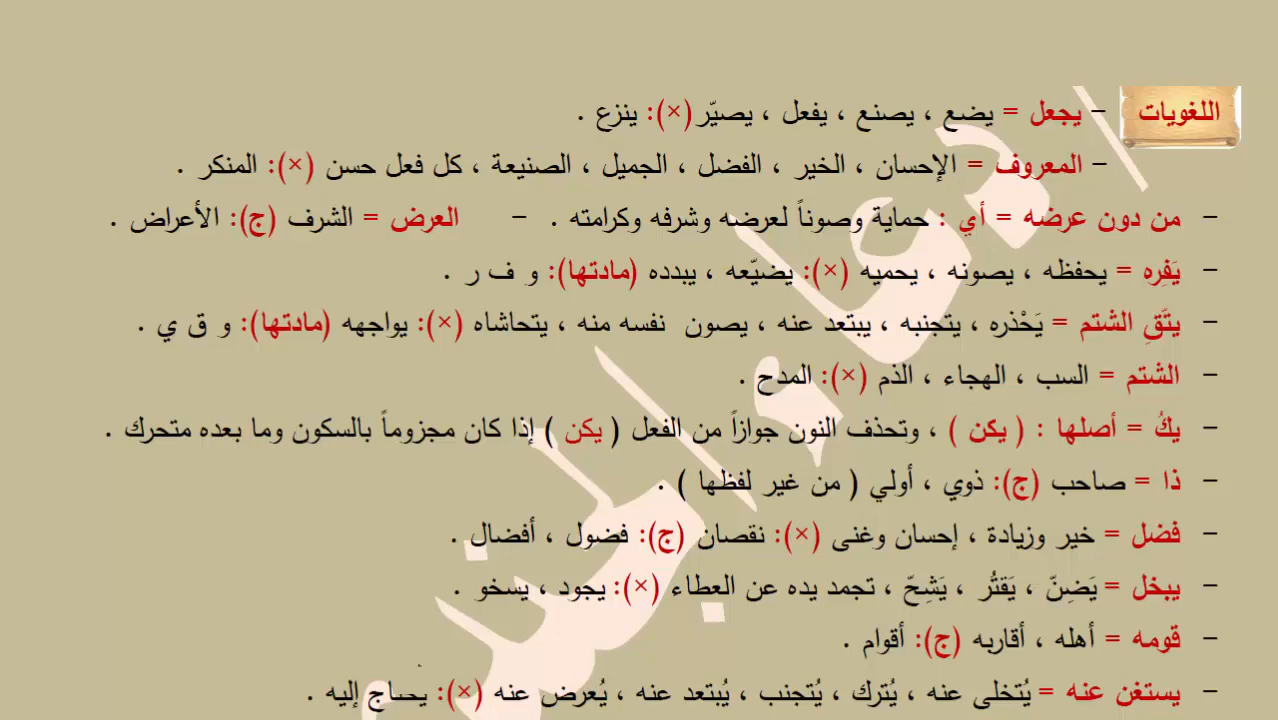 اللغويات - يجعل = يضع ، يصنع ، يفعل ، يصيّر (×): ينزع .
- المعروف = الإحسان ، الخير ، الفضل ، الجميل ، الصنيعة ، كل فعل حسن (×): المنكر .
- من دون عرضه = أي : حماية وصوناً لعرضه وشرفه وكرامته . - العرض = الشرف (ج): الأعراض .
- يَفِره = يحفظه ، يصونه ، يحميه (×): يضيّعه ، يبدده (مادتها): و ف ر .
- يتَقِ الشتم = يَحْذره ، يتجنبه ، يبتعد عنه ، يصون نفسه منه ، يتحاشاه (×): يواجهه (مادتها): و ق ي .
- الشتم = السب ، الهجاء ، الذم (×): المدح .
- يكُ = أصلها : ( يكن ) ، وتحذف النون جوازاً من الفعل ( يكن ) إذا كان مجزوماً بالسكون وما بعده متحرك .
- ذا = صاحب (ج): ذوي ، أولي ( من غير لفظها ) .
- فضل = خير وزيادة ، إحسان وغنى (×): نقصان (ج): فضول ، أفضال .
- يبخل = يَضِنّ ، يَقتُر ، يَشِحّ ، تجمد يده عن العطاء (×): يجود ، يسخو .
- قومه = أهله ، أقاربه (ج): أقوام .
- يستغن عنه = يُتخلى عنه ، يُترك ، يُتجنب ، يُبتعد عنه ، يُعرض عنه (×): يحتاج إليه .